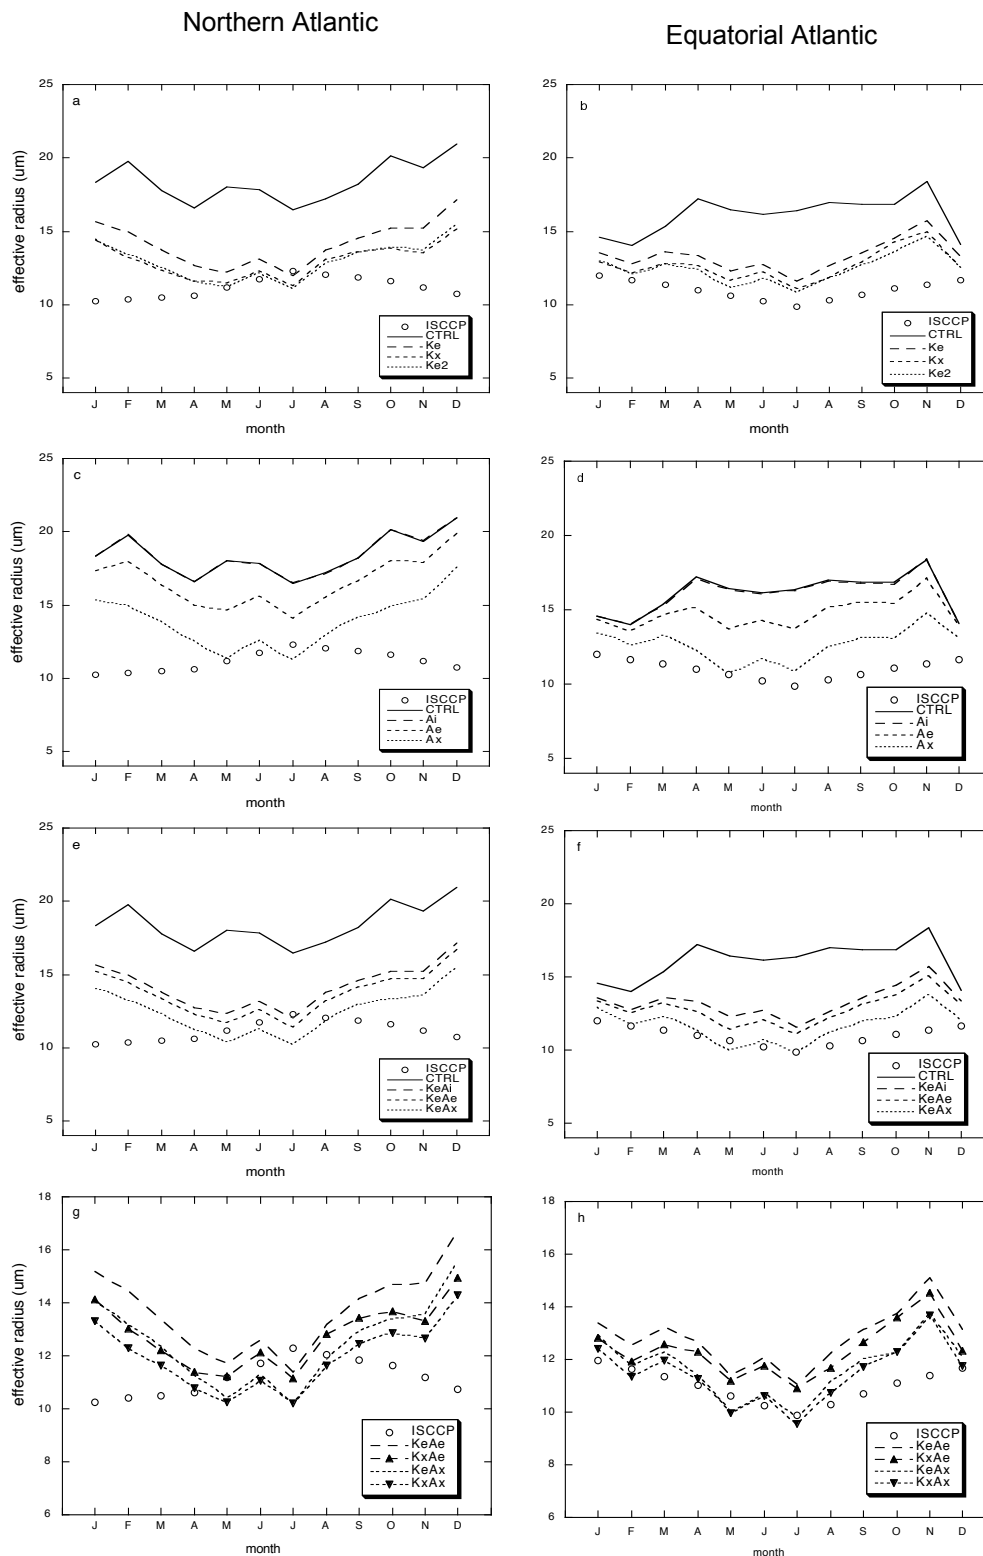 Northern Atlantic
Equatorial Atlantic
a
effective radius (um)
25
20
15
10
5
ISCCP
CTRL
Ke
Kx
Ke2
J F M A M J J A S O N D
month
b
25
20
15
10
5
ISCCP
CTRL
Ke
Kx
Ke2
J F M A M J J A S O N D
month
c
effective radius (um)
25
20
15
10
5
ISCCP
CTRL
Ai
Ae
Ax
J F M A M J J A S O N D
month
d
25
20
15
10
5
ISCCP
CTRL
Ai
Ae
Ax
J F M A M J J A S O N D
month
e
effective radius (um)
25
20
15
10
5
ISCCP
CTRL
KeAi
KeAe
KeAx
J F M A M J J A S O N D
month
f
25
20
15
10
5
ISCCP
CTRL
KeAi
KeAe
KeAx
J F M A M J J A S O N D
month
g
effective radius (um)
18
16
14
12
10
8
6
ISCCP
KeAe
KxAe
KeAx
KxAx
J F M A M J J A S O N D
month
h
18
16
14
12
10
8
6
ISCCP
KeAe
KxAe
KeAx
KxAx
J F M A M J J A S O N D
month